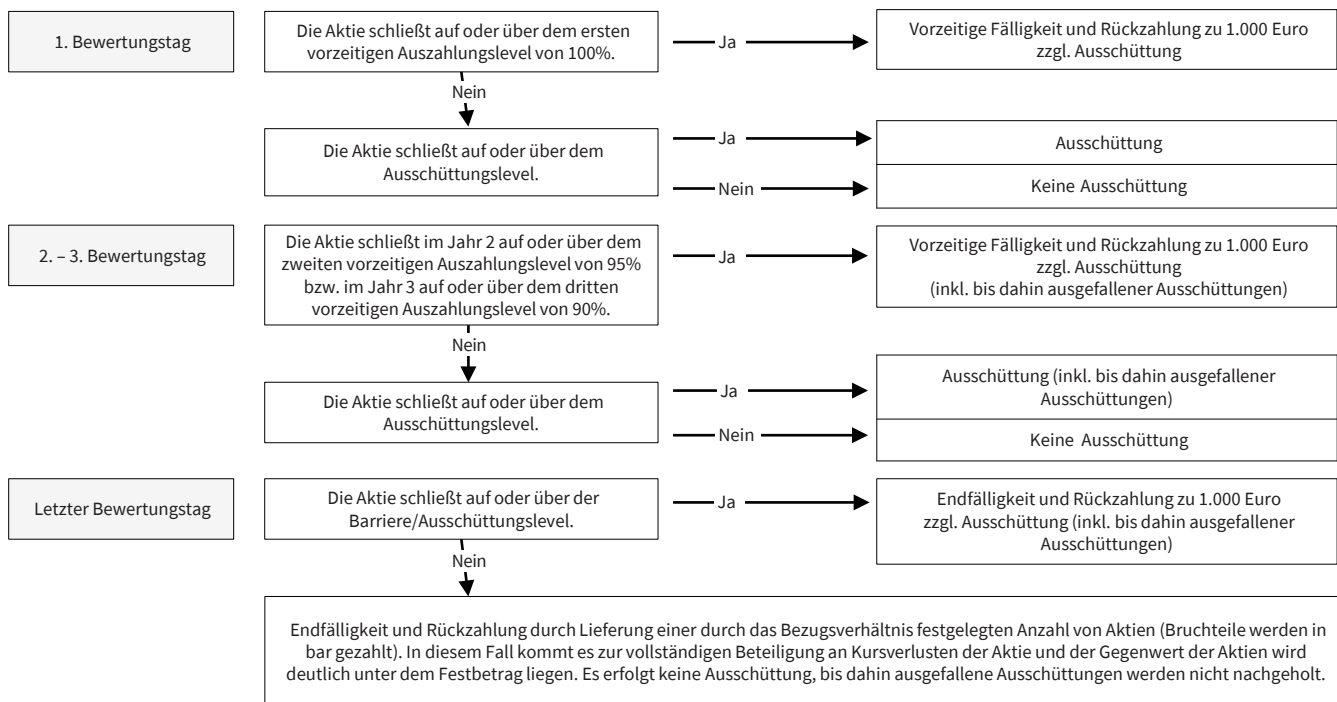 1. Bewertungstag
Die Aktie schließt auf oder über dem ersten
vorzeitigen Auszahlungslevel von 100%.
Ja
Vorzeitige Fälligkeit und Rückzahlung zu 1.000 Euro
zzgl. Ausschüttung
Nein
Die Aktie schließt auf oder über dem
Ausschüttungslevel.
Ja
Ausschüttung
Nein
Keine Ausschüttung
2. – 3. Bewertungstag
Die Aktie schließt im Jahr 2 auf oder über dem
zweiten vorzeitigen Auszahlungslevel von 95%
bzw. im Jahr 3 auf oder über dem dritten
vorzeitigen Auszahlungslevel von 90%.
Ja
Vorzeitige Fälligkeit und Rückzahlung zu 1.000 Euro
zzgl. Ausschüttung
(inkl. bis dahin ausgefallener Ausschüttungen)
Nein
Die Aktie schließt auf oder über dem
Ausschüttungslevel.
Ja
Ausschüttung (inkl. bis dahin ausgefallener
Ausschüttungen)
Nein
Keine Ausschüttung
Letzter Bewertungstag
Die Aktie schließt auf oder über der
Barriere/Ausschüttungslevel.
Ja
Endfälligkeit und Rückzahlung zu 1.000 Euro
zzgl. Ausschüttung (inkl. bis dahin ausgefallener
Ausschüttungen)
Nein
Endfälligkeit und Rückzahlung durch Lieferung einer durch das Bezugsverhältnis festgelegten Anzahl von Aktien (Bruchteile werden in
bar gezahlt). In diesem Fall kommt es zur vollständigen Beteiligung an Kursverlusten der Aktie und der Gegenwert der Aktien wird
deutlich unter dem Festbetrag liegen. Es erfolgt keine Ausschüttung, bis dahin ausgefallene Ausschüttungen werden nicht nachgeholt.